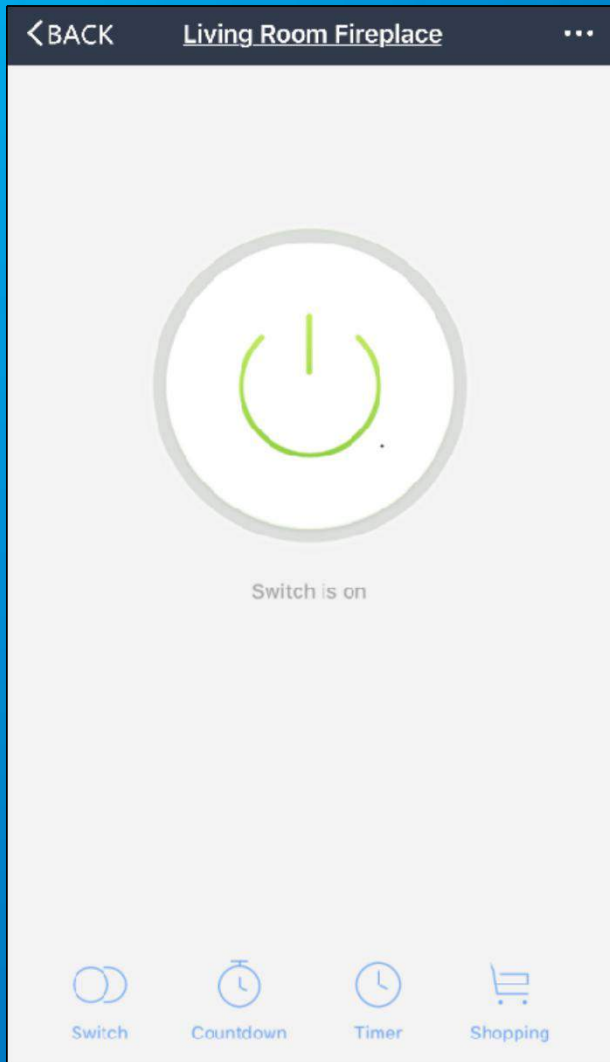 BACK Living Room Fireplace
Switch is on
Switch Countdown Timer Shopping